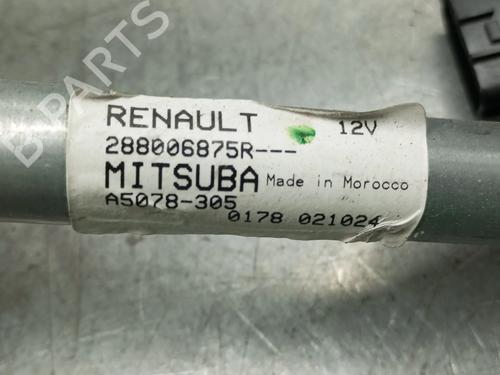 B-PARTS
RENAULT 12V
288006875R---
MITSUBA Made in Morocco
A5078-305
0178 021024